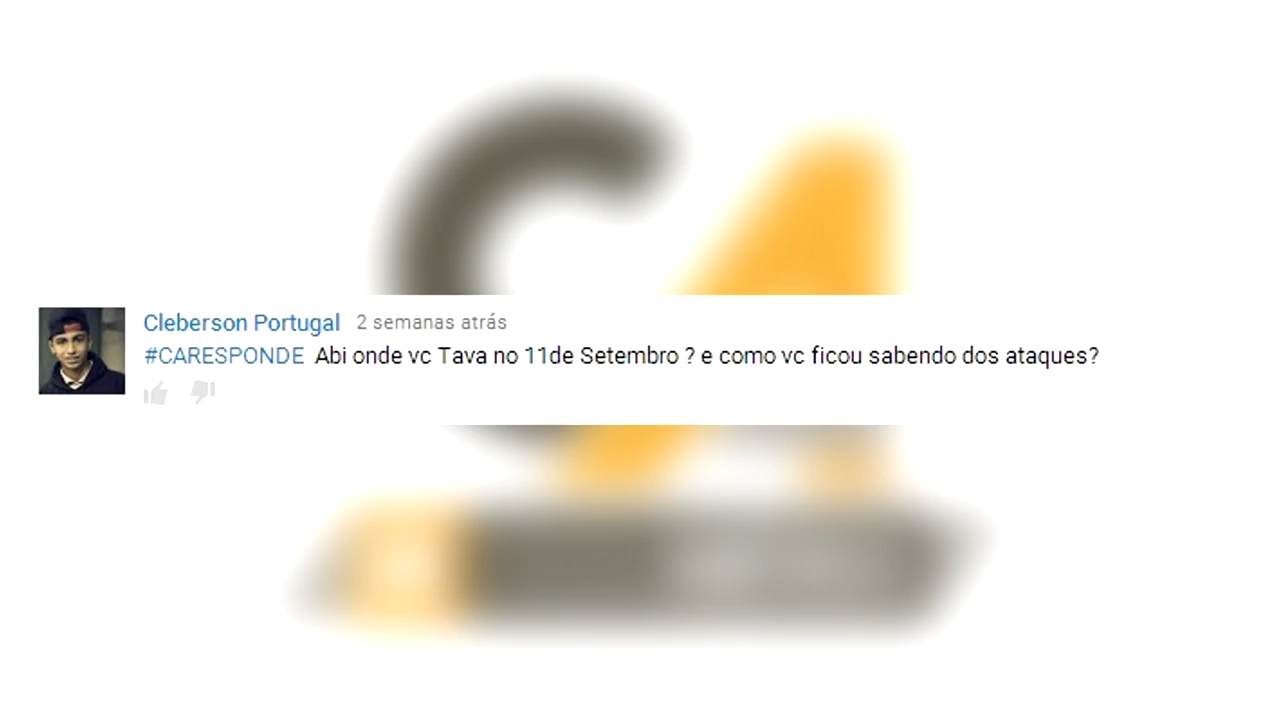 Cleberson Portugal 2 semanas atrás
#CARESPONDE Abi onde vc Tava no 11de Setembro ? e como vc ficou sabendo dos ataques?